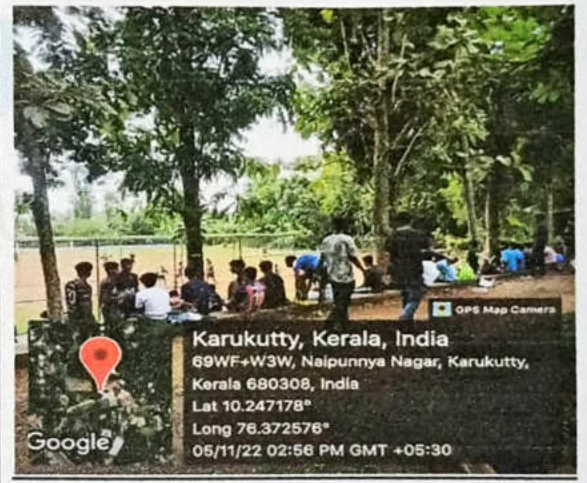 GPS Map Camera
Karukutty, Kerala, India
69WF+W3W, Naipunnya Nagar, Karukutty,
Kerala 680308, India
Lat 10.247178°
Long 76.372576°
05/11/22 02:56 PM GMT +05:30
Google